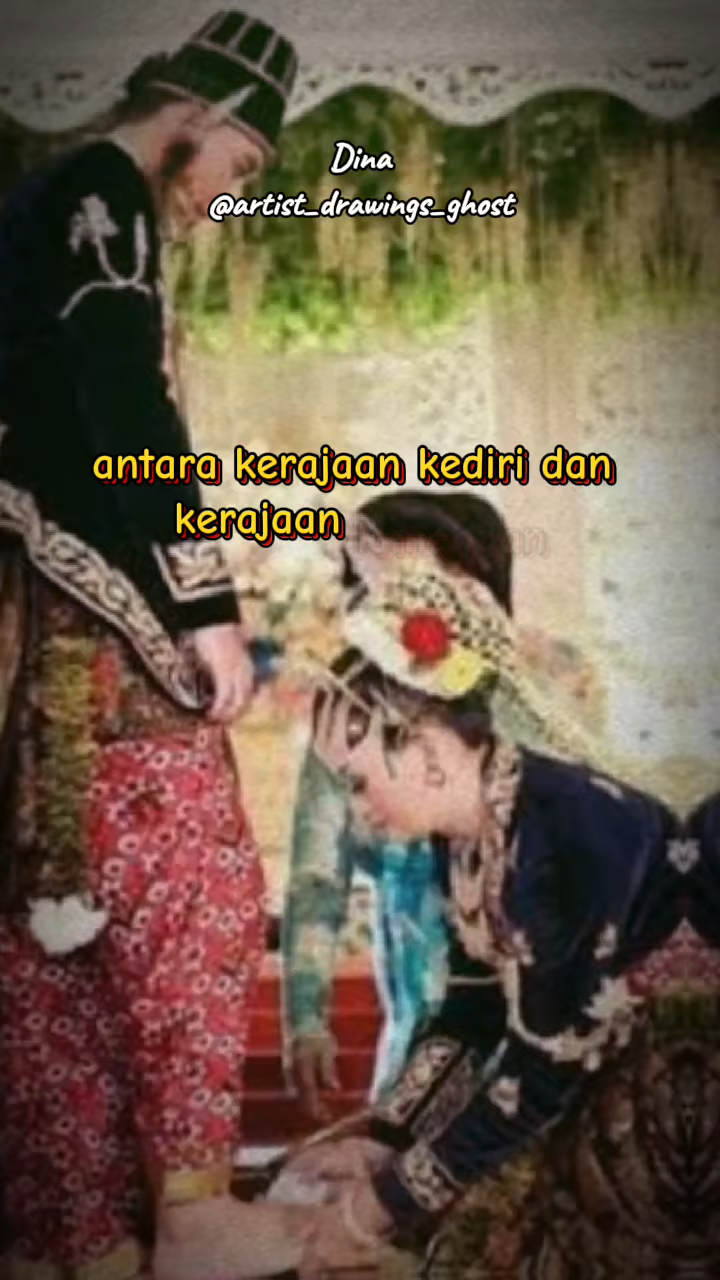 Dina
@artist_drawings_ghost
antara kerajaan kediri dan
kerajaan